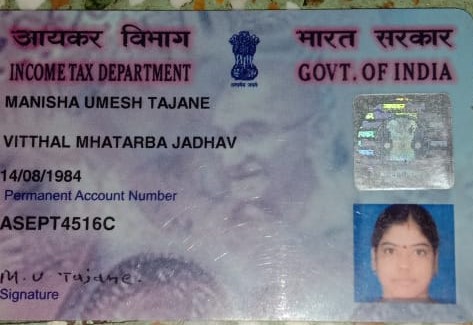 आयकर विभाग
INCOME TAX DEPARTMENT
भारत सरकार
GOVT. OF INDIA
MANISHA UMESH TAJANE
VITTHAL MHATARBA JADHAV
14/08/1984
Permanent Account Number
ASEPT4516C
M. U Tajane.
Signature